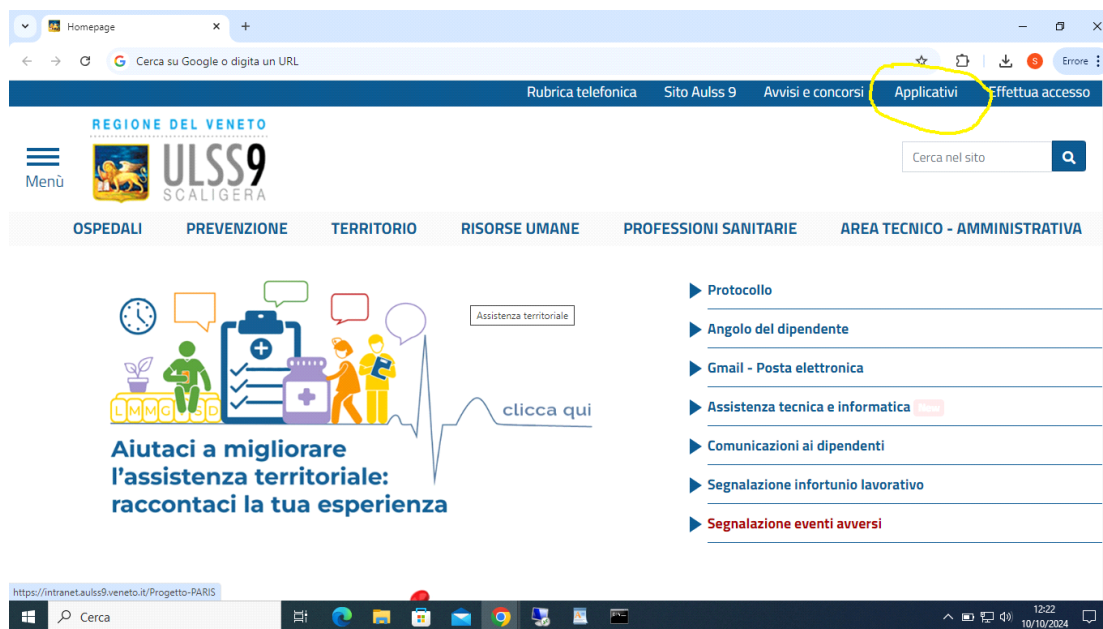 Homepage
Cerca su Google o digita un URL
S
Errore
Rubrica telefonica Sito Aulss 9 Avvisi e concorsi Applicativi Effettua accesso
REGIONE DEL VENETO
ULSS9
SCALIGERA
Menù
Cerca nel sito
OSPEDALI PREVENZIONE TERRITORIO RISORSE UMANE PROFESSIONI SANITARIE AREA TECNICO - AMMINISTRATIVA
Protocollo
Angolo del dipendente
Gmail - Posta elettronica
Assistenza tecnica e informatica
Comunicazioni ai dipendenti
Segnalazione infortunio lavorativo
Segnalazione eventi avversi
Assistenza territoriale
clicca qui
Aiutaci a migliorare
l'assistenza territoriale:
raccontaci la tua esperienza
https://intranet.aulss9.veneto.it/Progetto-PARIS
Cerca
12:22
10/10/2024